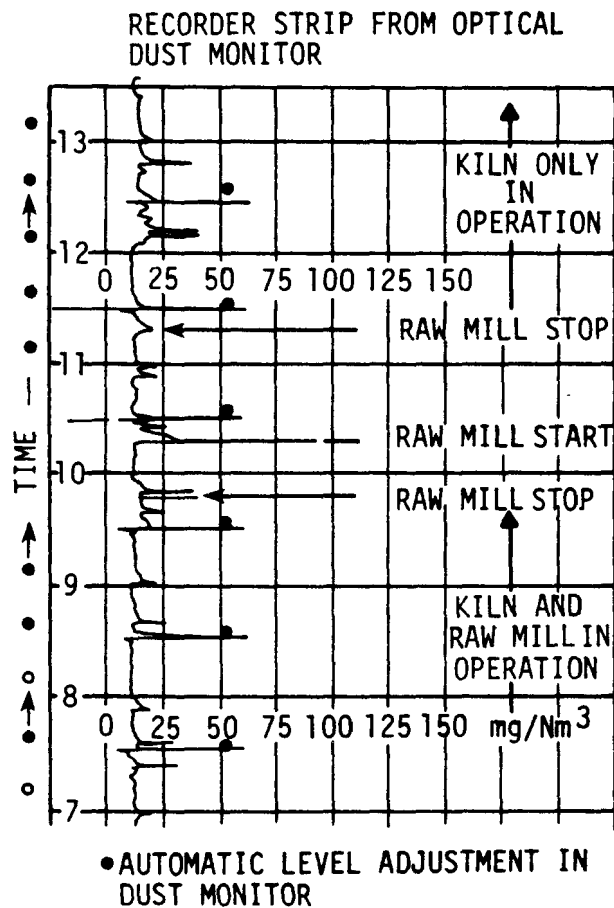 RECORDER STRIP FROM OPTICAL
DUST MONITOR
13
KILN ONLY
IN
OPERATION
12
0 25 50 75 100 125 150
RAW MILL STOP
11
RAW MILL START
10
RAW MILL STOP
9
KILN AND
RAW MILL IN
OPERATION
8
0 25 50 75 100 125 150 mg/Nm³
7
TIME
•AUTOMATIC LEVEL ADJUSTMENT IN
DUST MONITOR